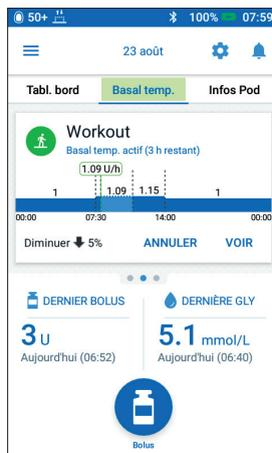 50+ 100% 07:59
23 août
Tabl. bord Basal temp. Infos Pod
Workout
Basal temp. actif (3 h restant)
1.09 U/h
1 1.09 1.15 1
00:00 07:30 14:00 00:00
Diminuer 5% ANNULER VOIR
DERNIER BOLUS DERNIÈRE GLY
3 U 5.1 mmol/L
Aujourd'hui (06:52) Aujourd'hui (06:40)
Bolus